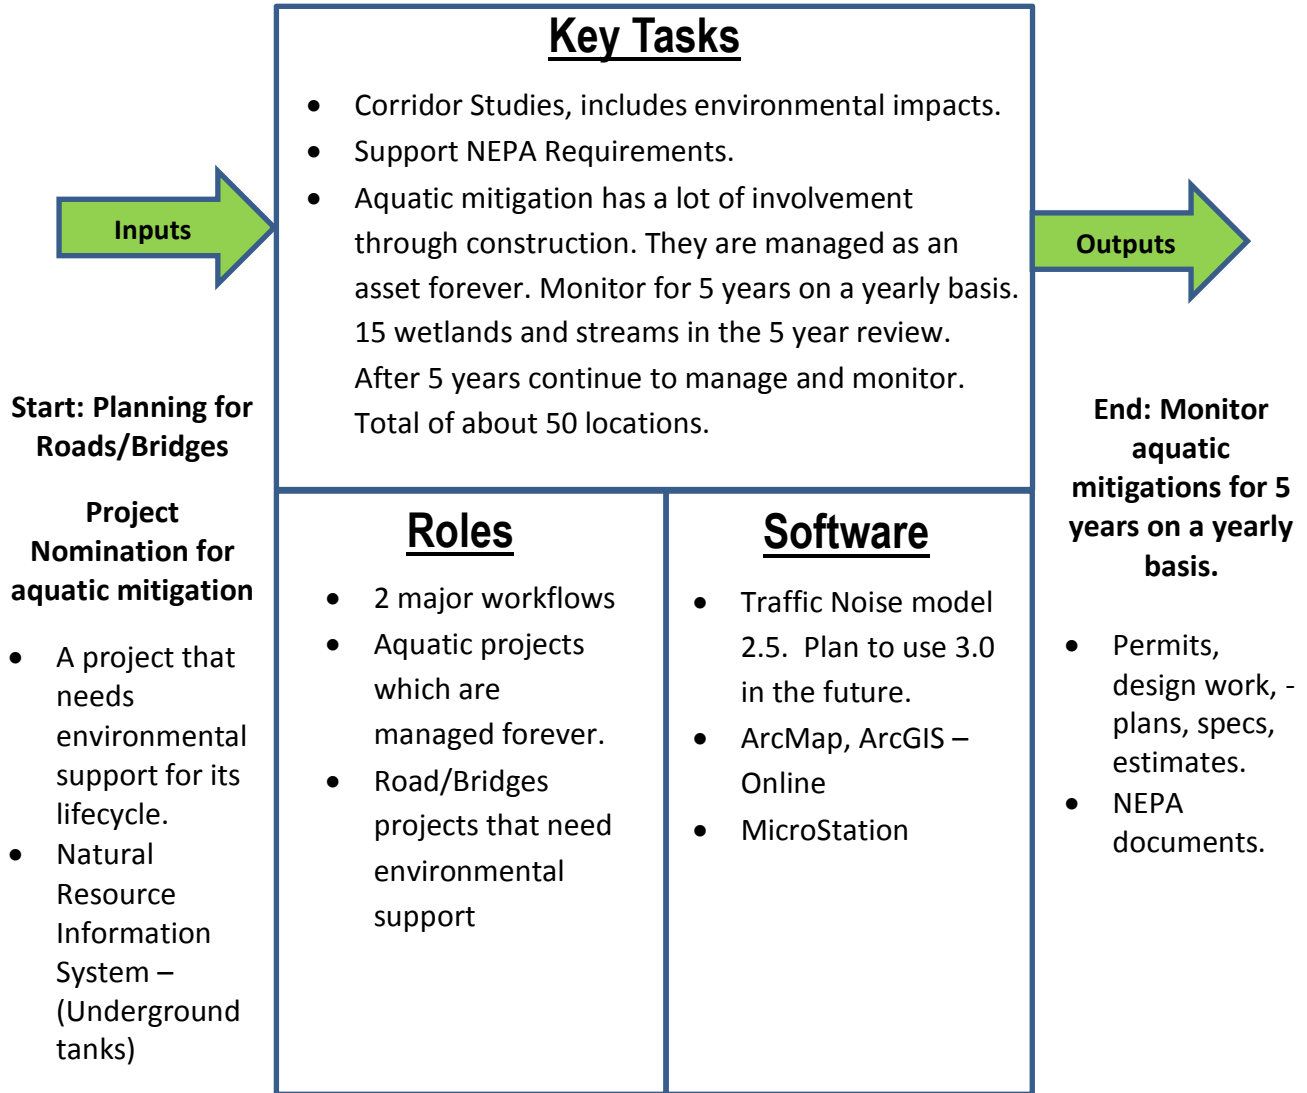 Key Tasks
• Corridor Studies, includes environmental impacts.
• Support NEPA Requirements.
• Aquatic mitigation has a lot of involvement
through construction. They are managed as an
asset forever. Monitor for 5 years on a yearly basis.
15 wetlands and streams in the 5 year review.
After 5 years continue to manage and monitor.
Total of about 50 locations.
Inputs
Start: Planning for
Roads/Bridges
Project
Nomination for
aquatic mitigation
• A project that
needs
environmental
support for its
lifecycle.
• Natural
Resource
Information
System –
(Underground
tanks)
Roles
• 2 major workflows
• Aquatic projects
which are
managed forever.
• Road/Bridges
projects that need
environmental
support
Software
• Traffic Noise model
2.5.  Plan to use 3.0
in the future.
• ArcMap, ArcGIS –
Online
• MicroStation
Outputs
End: Monitor
aquatic
mitigations for 5
years on a yearly
basis.
• Permits,
design work, -
plans, specs,
estimates.
• NEPA
documents.